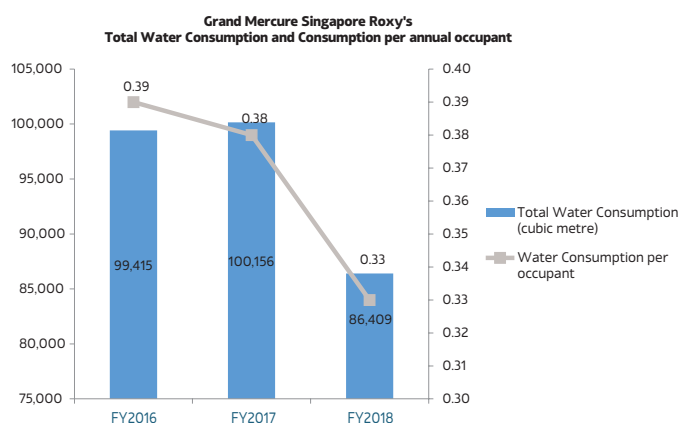 Grand Mercure Singapore Roxy's
Total Water Consumption and Consumption per annual occupant
105,000
100,000
95,000
90,000
85,000
80,000
75,000
0.39
0.38
0.33
99,415
100,156
86,409
0.40
0.39
0.38
0.37
0.36
0.35
0.34
0.33
0.32
0.31
0.30
FY2016
FY2017
FY2018
Total Water Consumption
(cubic metre)
Water Consumption per
occupant